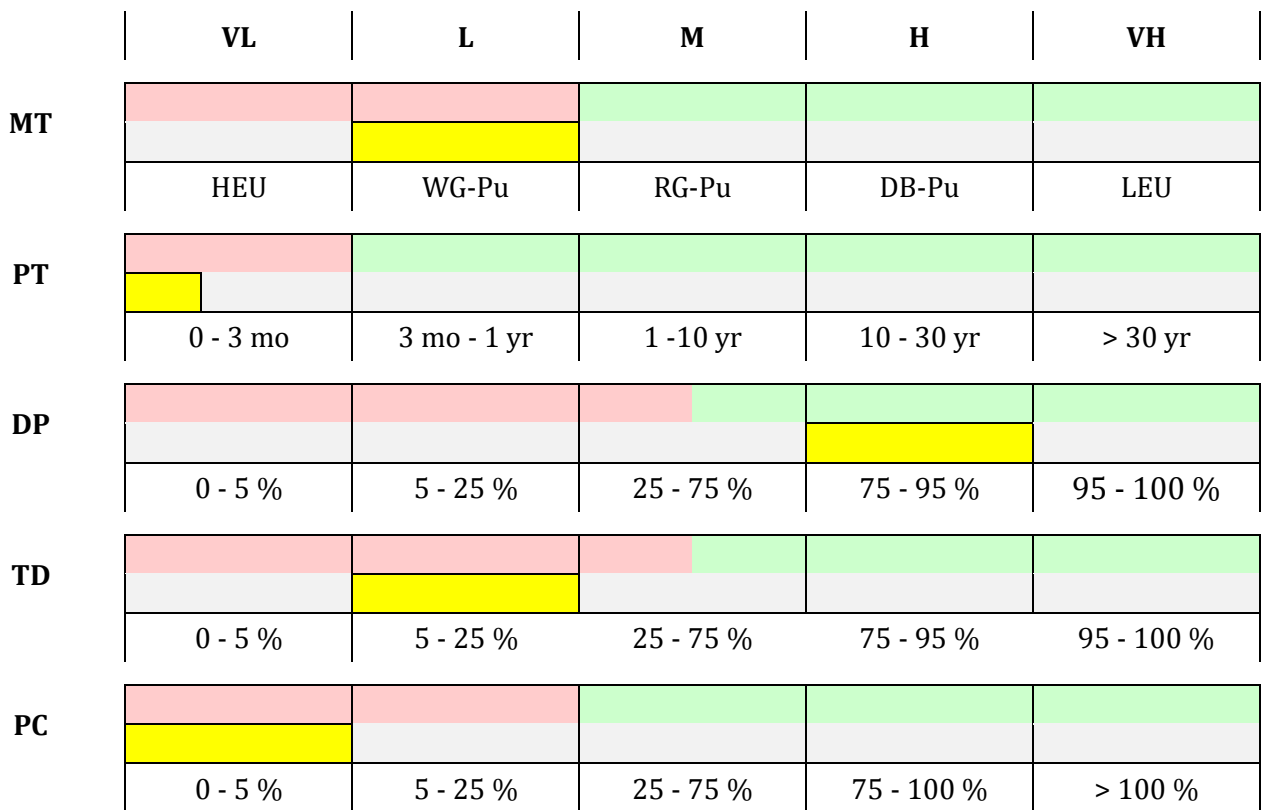 VL L M H VH
MT
HEU WG-Pu RG-Pu DB-Pu LEU
PT
0 - 3 mo 3 mo - 1 yr 1 -10 yr 10 - 30 yr > 30 yr
DP
0 - 5 % 5 - 25 % 25 - 75 % 75 - 95 % 95 - 100 %
TD
0 - 5 % 5 - 25 % 25 - 75 % 75 - 95 % 95 - 100 %
PC
0 - 5 % 5 - 25 % 25 - 75 % 75 - 100 % > 100 %